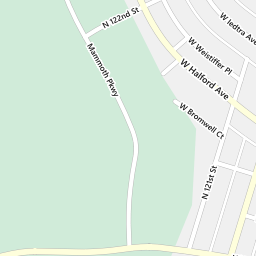 N 122nd St
W Iedtra Ave
W Weistiffer Pl
Mammoth Pkwy
W Halford Ave
W Bromwell Ct
N 121st St